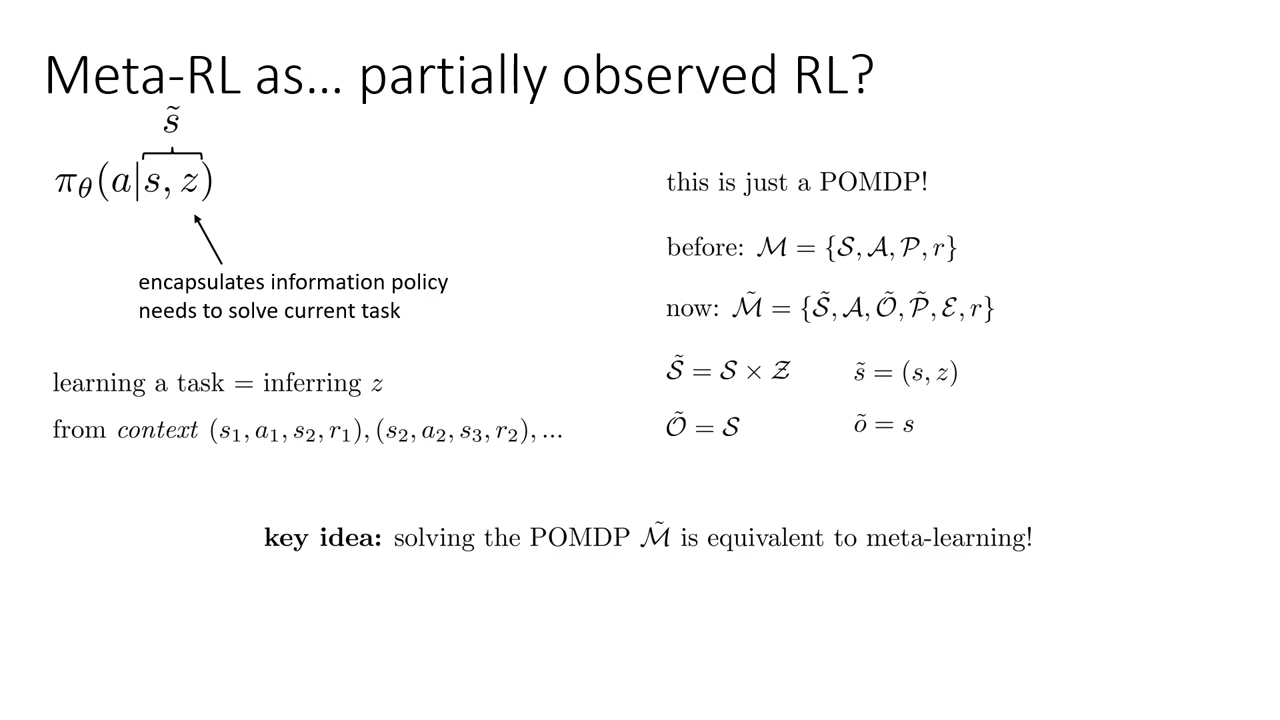 Meta-RL as… partially observed RL?
s̃
π_θ(a|s, z)
encapsulates information policy
needs to solve current task
learning a task = inferring z
from context (s₁, a₁, s₂, r₁), (s₂, a₂, s₃, r₂), ...
this is just a POMDP!
before: ℳ = {𝒮, 𝒜, 𝒫, r}
now: ℳ̃ = {𝒮̃, 𝒜, 𝒪̃, 𝒫̃, ℰ, r}
𝒮̃ = 𝒮 × 𝒵 s̃ = (s, z)
𝒪̃ = 𝒮 õ = s
key idea: solving the POMDP ℳ̃ is equivalent to meta-learning!